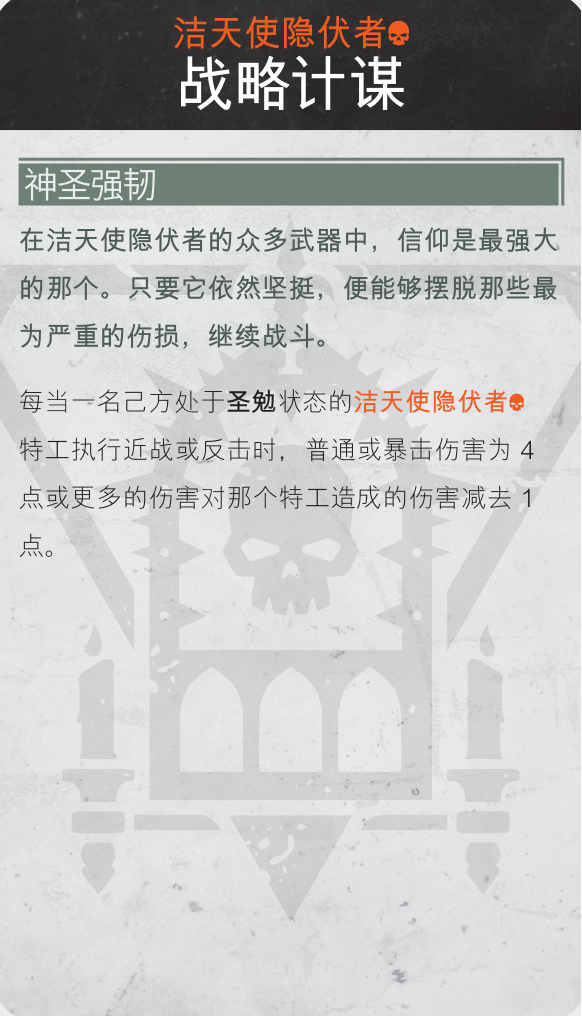 洁天使隐伏者
战略计谋
神圣强韧
在洁天使隐伏者的众多武器中，信仰是最强大
的那个。只要它依然坚挺，便能够摆脱那些最
为严重的伤损，继续战斗。
每当一名己方处于圣勉状态的洁天使隐伏者
特工执行近战或反击时，普通或暴击伤害为 4
点或更多的伤害对那个特工造成的伤害减去 1
点。